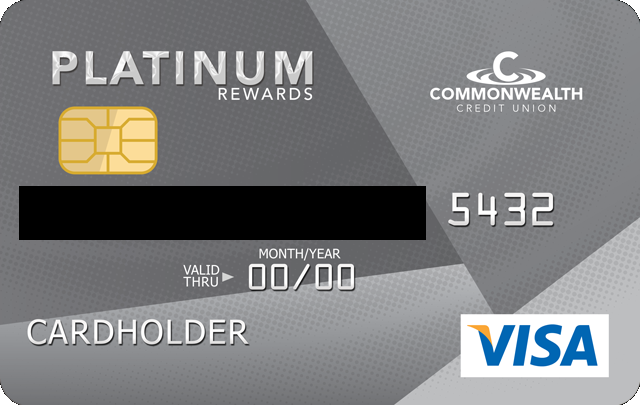 PLATINUM
REWARDS
C
COMMONWEALTH
CREDIT UNION
5432
MONTH/YEAR
VALID
THRU
00/00
CARDHOLDER
VISA